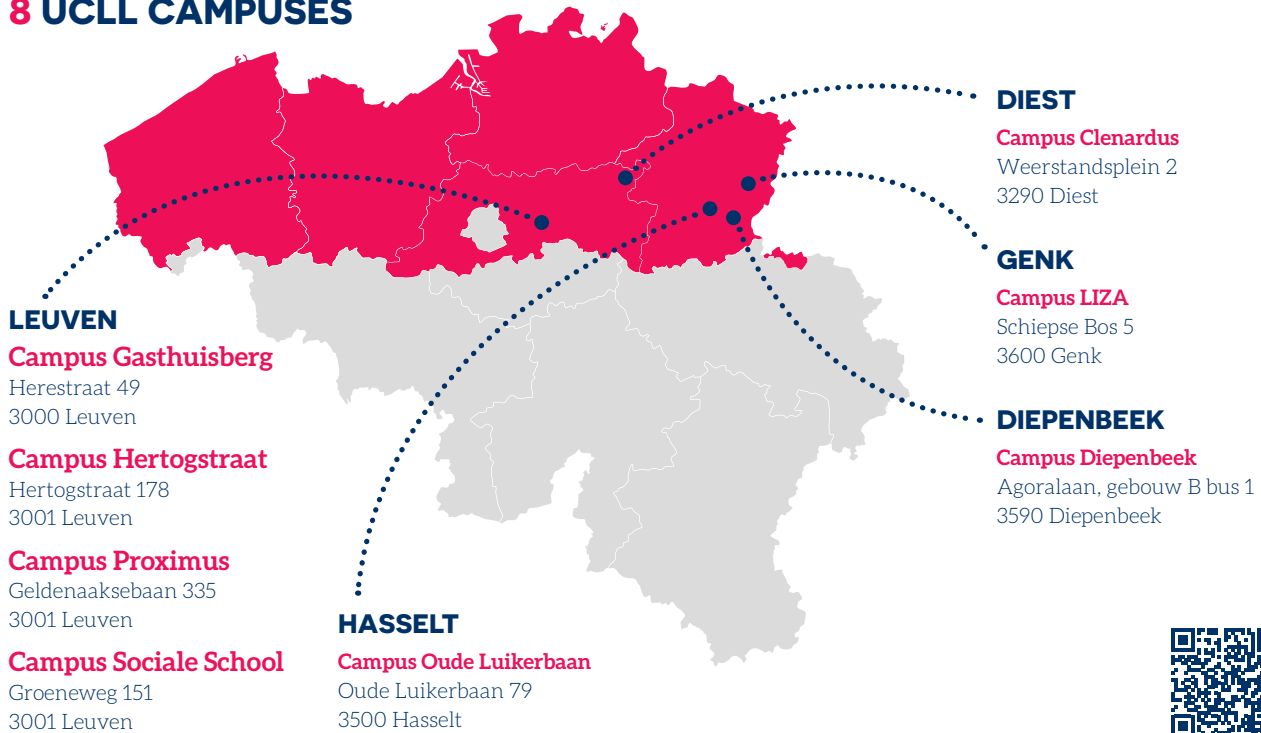 8 UCLL CAMPUSES
LEUVEN
Campus Gasthuisberg
Herestraat 49
3000 Leuven
Campus Hertogstraat
Hertogstraat 178
3001 Leuven
Campus Proximus
Geldenaaksebaan 335
3001 Leuven
Campus Sociale School
Groeneweg 151
3001 Leuven
HASSELT
Campus Oude Luikerbaan
Oude Luikerbaan 79
3500 Hasselt
DIEST
Campus Clenardus
Weerstandsplein 2
3290 Diest
GENK
Campus LIZA
Schiepse Bos 5
3600 Genk
DIEPENBEEK
Campus Diepenbeek
Agoralaan, gebouw B bus 1
3590 Diepenbeek